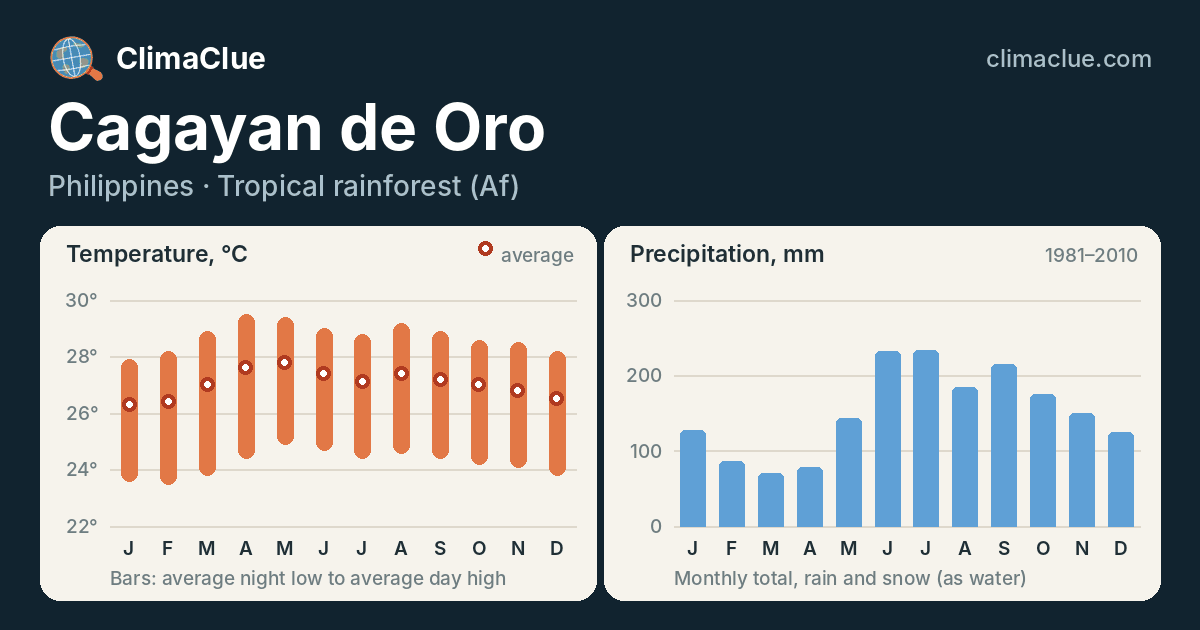 ClimaClue
climaclue.com
Cagayan de Oro
Philippines · Tropical rainforest (Af)
Temperature, °C
average
30°
28°
26°
24°
22°
J F M A M J J A S O N D
Bars: average night low to average day high
Precipitation, mm
1981–2010
300
200
100
0
J F M A M J J A S O N D
Monthly total, rain and snow (as water)